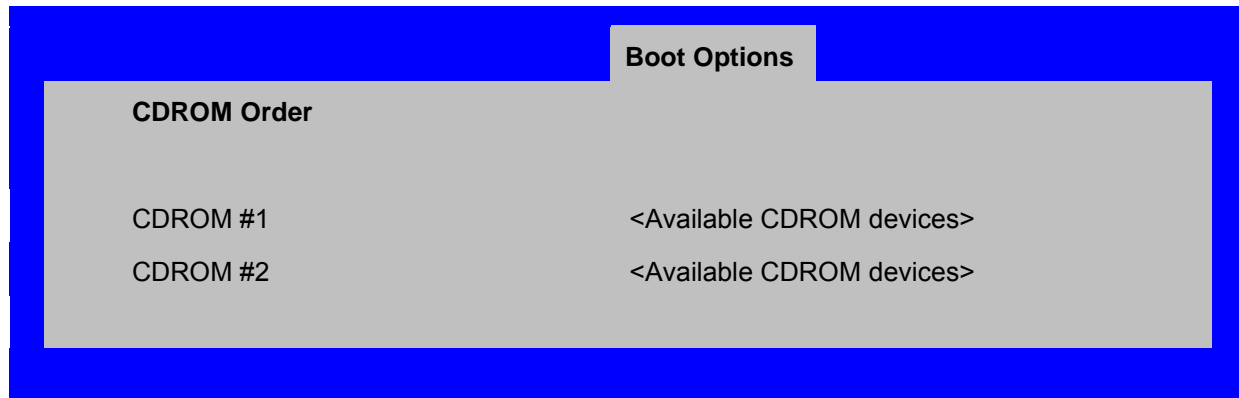 Boot Options
CDROM Order
CDROM #1 <Available CDROM devices>
CDROM #2 <Available CDROM devices>